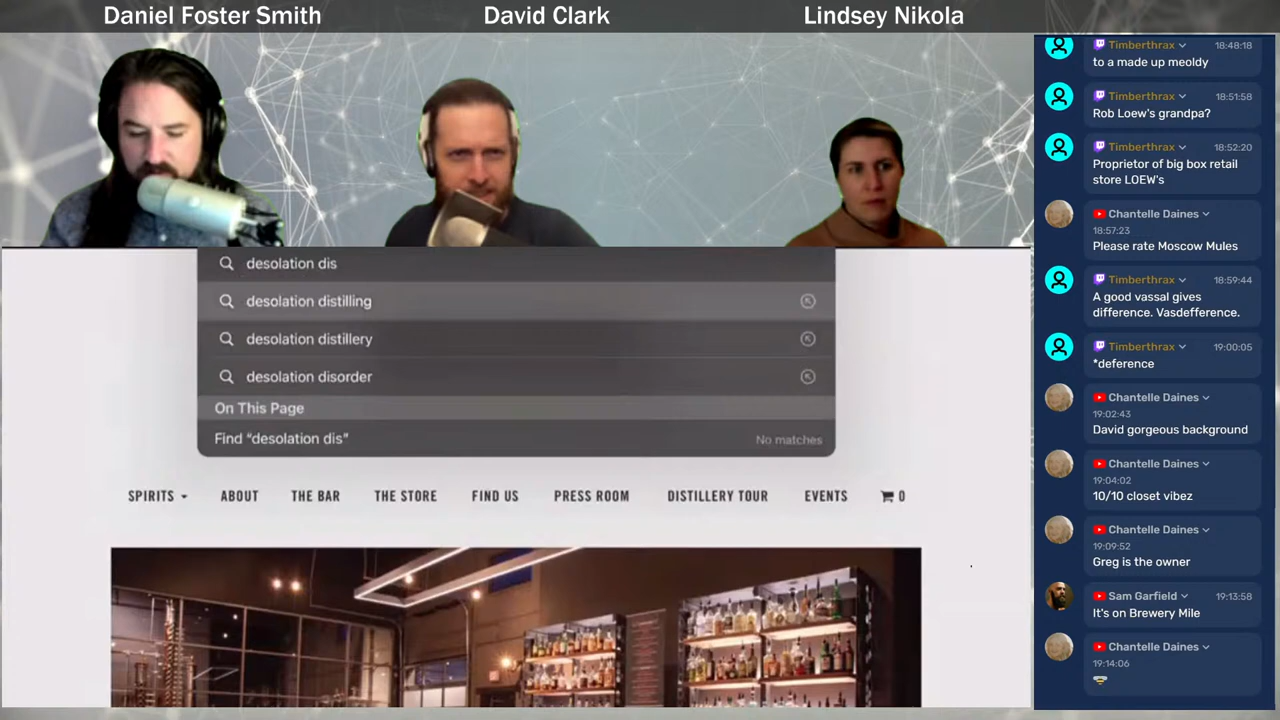 Daniel Foster Smith
David Clark
Lindsey Nikola
desolation dis
desolation distilling
desolation distillery
desolation disorder
On This Page
Find “desolation dis”
No matches
SPIRITS
ABOUT
THE BAR
THE STORE
FIND US
PRESS ROOM
DISTILLERY TOUR
EVENTS
0
Timberthrax
18:48:18
to a made up meoldy
Timberthrax
18:51:58
Rob Loew's grandpa?
Timberthrax
18:52:20
Proprietor of big box retail
store LOEW's
Chantelle Daines
18:57:23
Please rate Moscow Mules
Timberthrax
18:59:44
A good vassal gives
difference. Vasdefference.
Timberthrax
19:00:05
*deference
Chantelle Daines
19:02:43
David gorgeous background
Chantelle Daines
19:04:02
10/10 closet vibez
Chantelle Daines
19:09:52
Greg is the owner
Sam Garfield
19:13:58
It's on Brewery Mile
Chantelle Daines
19:14:06